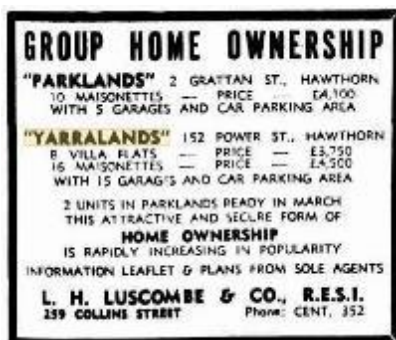 GROUP HOME OWNERSHIP
"PARKLANDS" 2 GRATTAN ST., HAWTHORN
10 MAISONETTES — PRICE — £4,100
WITH 5 GARAGES AND CAR PARKING AREA
"YARRALANDS" 152 POWER ST., HAWTHORN
8 VILLA FLATS — PRICE — £3,750
16 MAISONETTES — PRICE — £4,500
WITH 15 GARAGES AND CAR PARKING AREA
2 UNITS IN PARKLANDS READY IN MARCH
THIS ATTRACTIVE AND SECURE FORM OF
HOME OWNERSHIP
IS RAPIDLY INCREASING IN POPULARITY
INFORMATION LEAFLET & PLANS FROM SOLE AGENTS
L. H. LUSCOMBE & CO., R.E.S.I.
259 COLLINS STREET Phone: CENT, 352